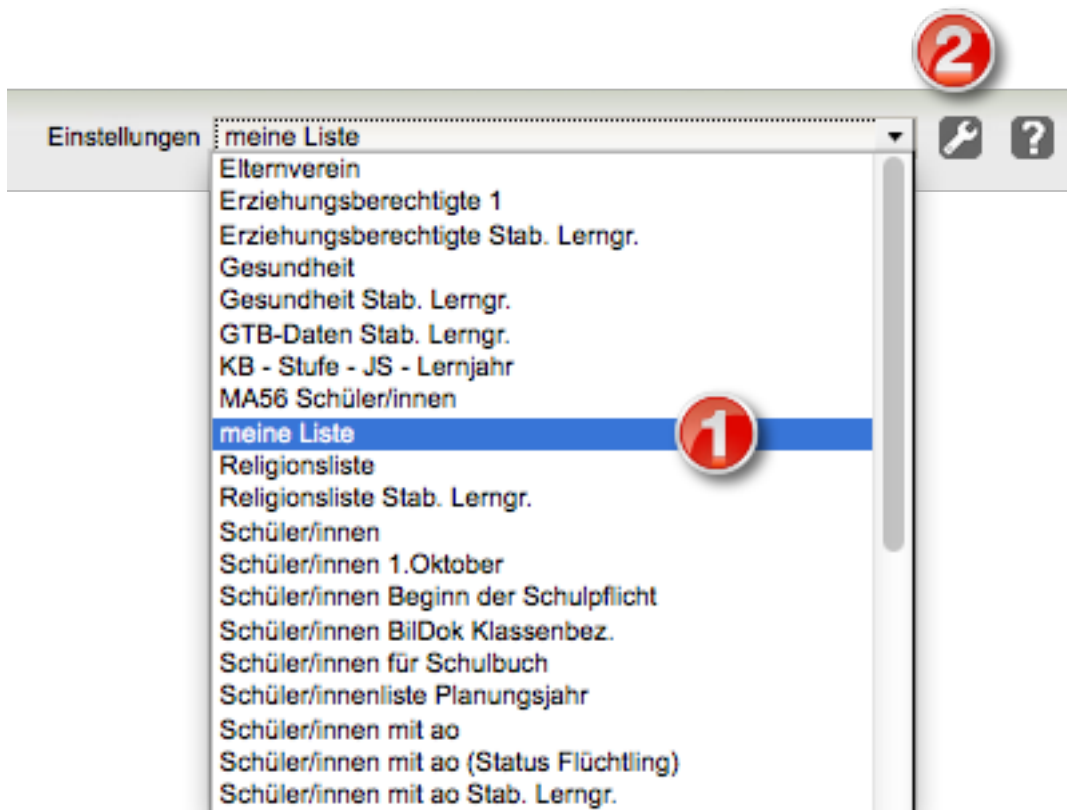 2
Einstellungen meine Liste ?
Elternverein
Erziehungsberechtigte 1
Erziehungsberechtigte Stab. Lerngr.
Gesundheit
Gesundheit Stab. Lerngr.
GTB-Daten Stab. Lerngr.
KB - Stufe - JS - Lernjahr
MA56 Schüler/innen
meine Liste 1
Religionsliste
Religionsliste Stab. Lerngr.
Schüler/innen
Schüler/innen 1.Oktober
Schüler/innen Beginn der Schulpflicht
Schüler/innen BilDok Klassenbez.
Schüler/innen für Schulbuch
Schüler/innenliste Planungsjahr
Schüler/innen mit ao
Schüler/innen mit ao (Status Flüchtling)
Schüler/innen mit ao Stab. Lerngr.